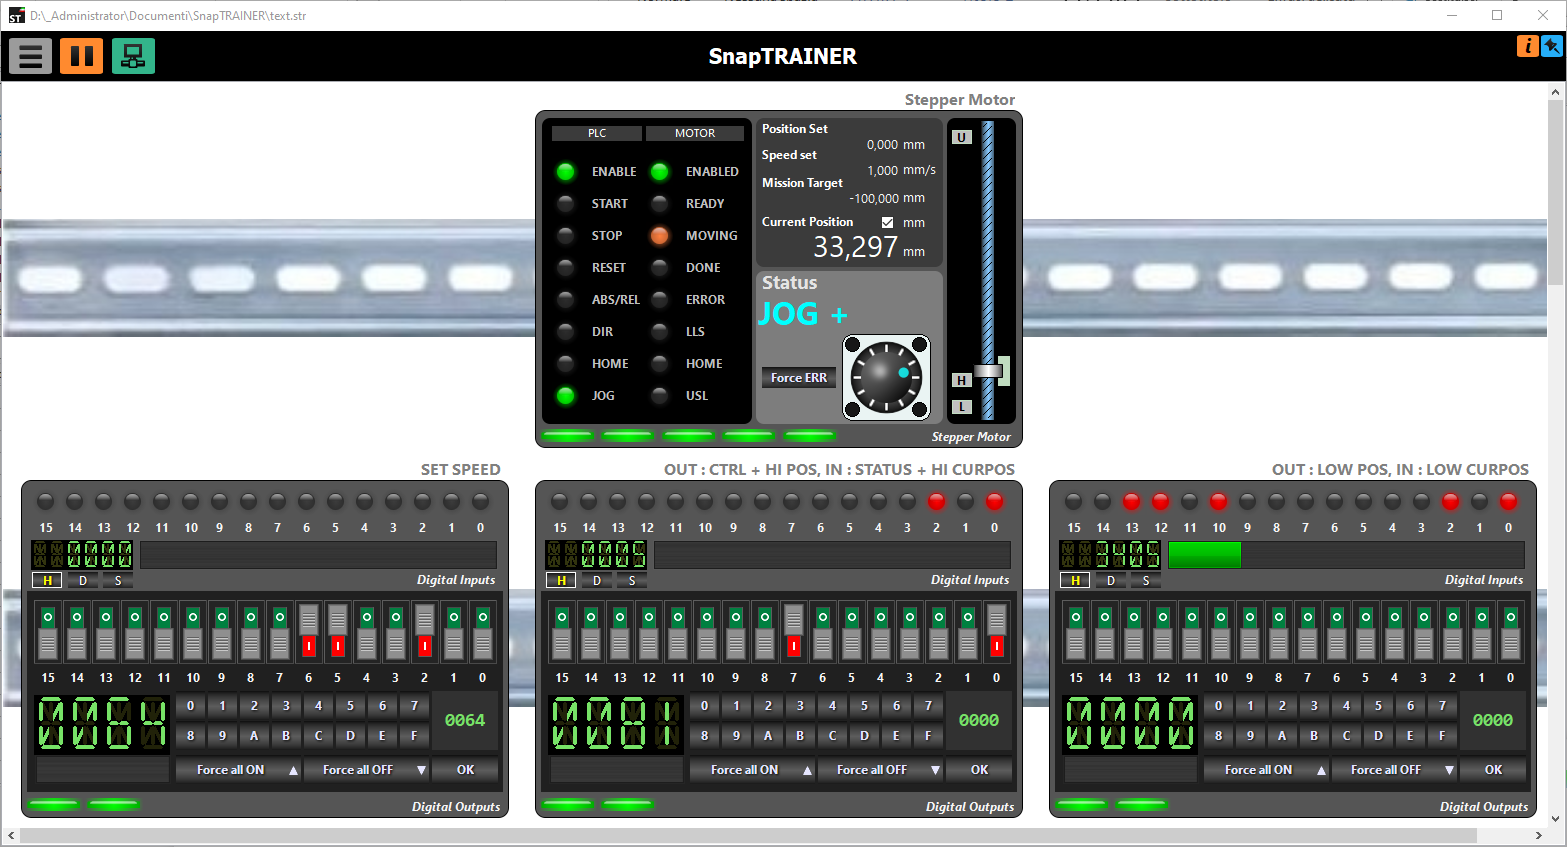 D:\_Administrator\Documenti\SnapTRAINER\text.str
SnapTRAINER
Stepper Motor
PLC MOTOR
ENABLE ENABLED
START READY
STOP MOVING
RESET DONE
ABS/REL ERROR
DIR LLS
HOME HOME
JOG USL
Position Set
0,000 mm
Speed set
1,000 mm/s
Mission Target
-100,000 mm
Current Position mm
33,297 mm
Status
JOG +
Force ERR
U
H
L
Stepper Motor
SET SPEED
15 14 13 12 11 10 9 8 7 6 5 4 3 2 1 0
0000
H D S
Digital Inputs
15 14 13 12 11 10 9 8 7 6 5 4 3 2 1 0
0064
0 1 2 3 4 5 6 7
8 9 A B C D E F
0064
Force all ON ▲ Force all OFF ▼ OK
Digital Outputs
OUT : CTRL + HI POS, IN : STATUS + HI CURPOS
15 14 13 12 11 10 9 8 7 6 5 4 3 2 1 0
0005
H D S
Digital Inputs
15 14 13 12 11 10 9 8 7 6 5 4 3 2 1 0
0081
0 1 2 3 4 5 6 7
8 9 A B C D E F
0000
Force all ON ▲ Force all OFF ▼ OK
Digital Outputs
OUT : LOW POS, IN : LOW CURPOS
15 14 13 12 11 10 9 8 7 6 5 4 3 2 1 0
3405
H D S
Digital Inputs
15 14 13 12 11 10 9 8 7 6 5 4 3 2 1 0
0000
0 1 2 3 4 5 6 7
8 9 A B C D E F
0000
Force all ON ▲ Force all OFF ▼ OK
Digital Outputs